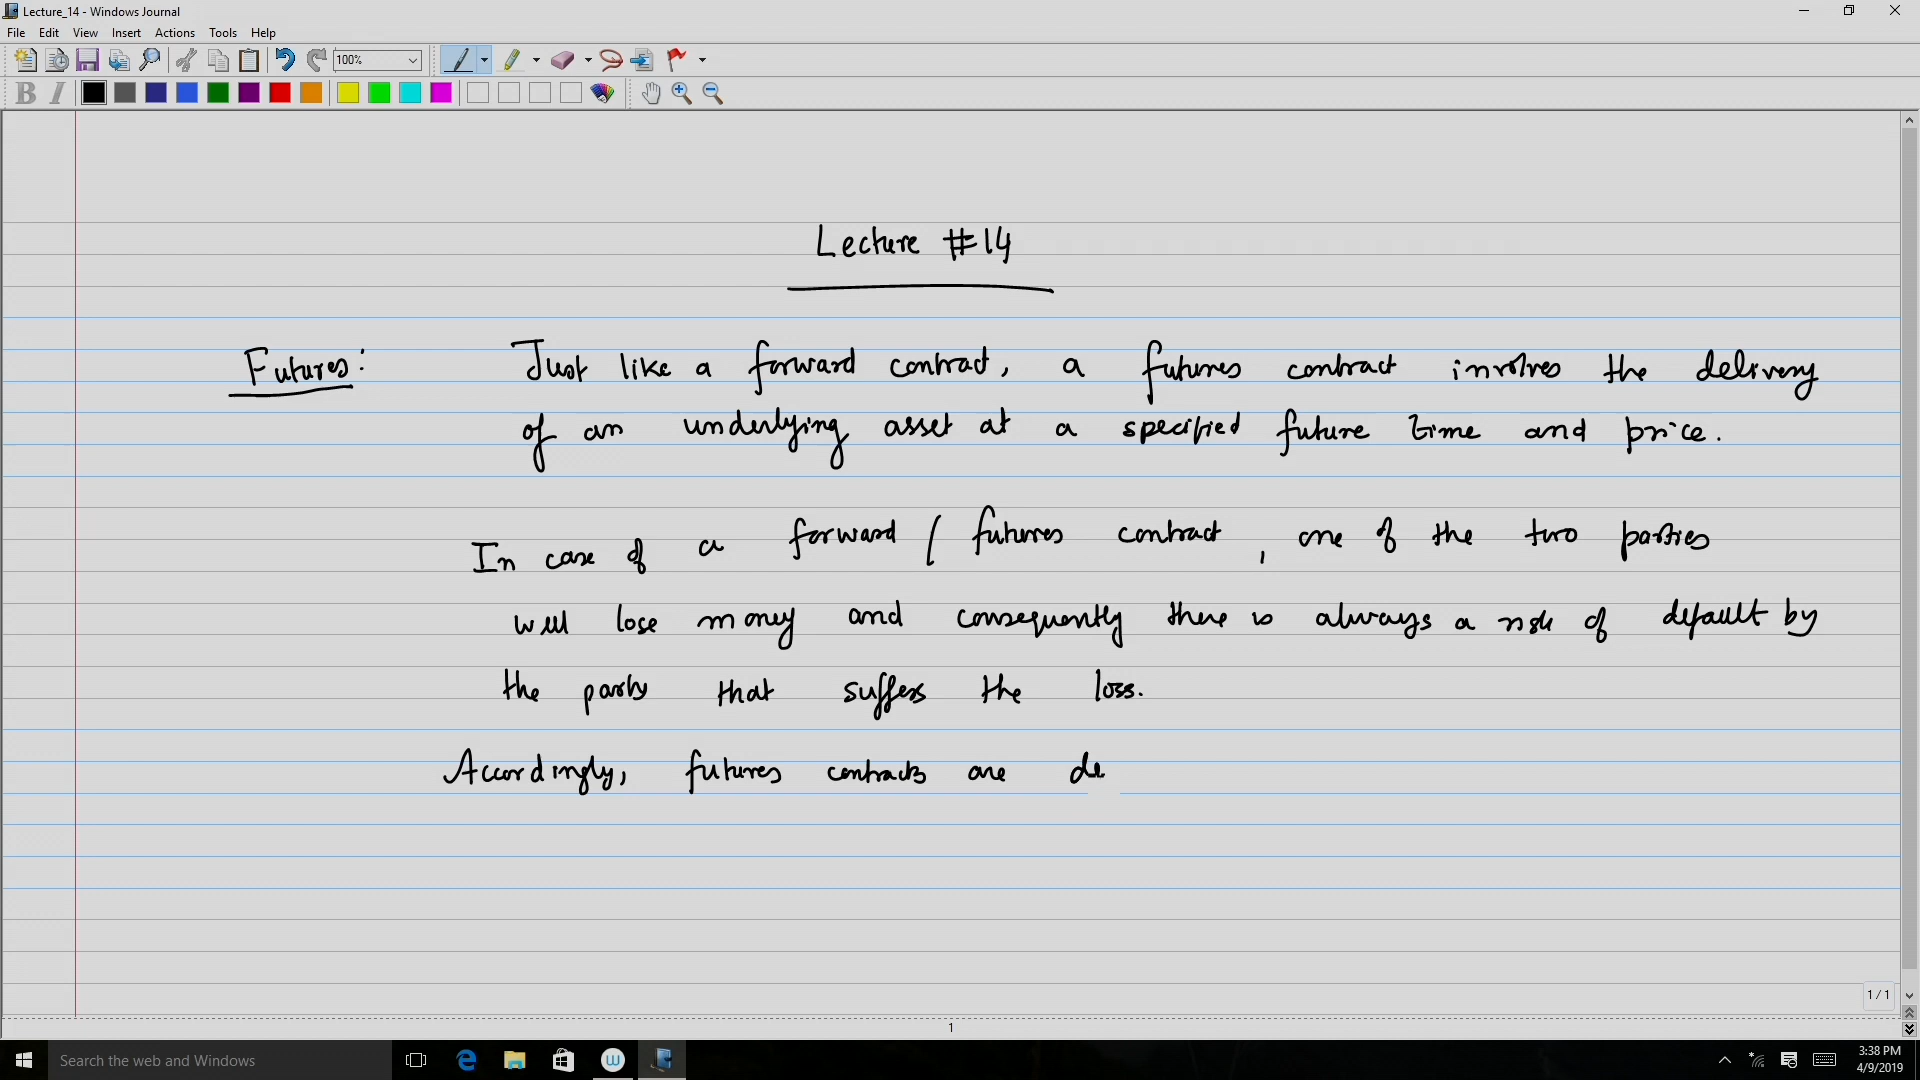 Lecture_14 - Windows Journal
File Edit View Insert Actions Tools Help
100%
B I
Lecture #14
Futures: Just like a forward contract, a futures contract involves the delivery
of an underlying asset at a specified future time and price.
In case of a forward / futures contract, one of the two parties
will lose money and consequently there is always a risk of default by
the party that suffers the loss.
Accordingly, futures contracts are de
1 / 1
1
Search the web and Windows
3:38 PM
4/9/2019